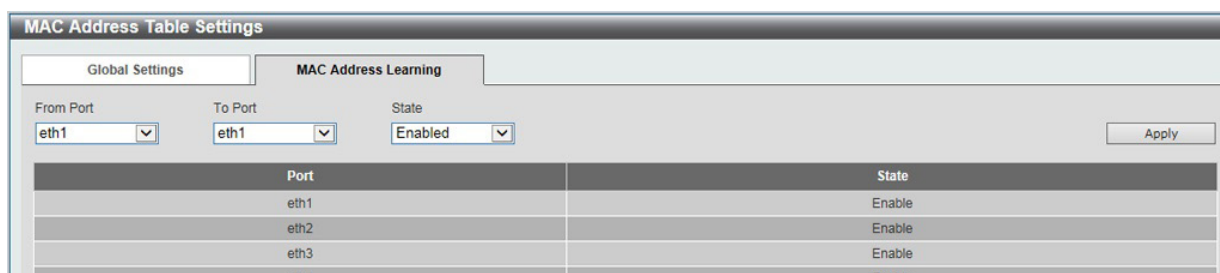 MAC Address Table Settings
Global Settings MAC Address Learning
From Port To Port State
eth1 eth1 Enabled Apply
Port State
eth1 Enable
eth2 Enable
eth3 Enable